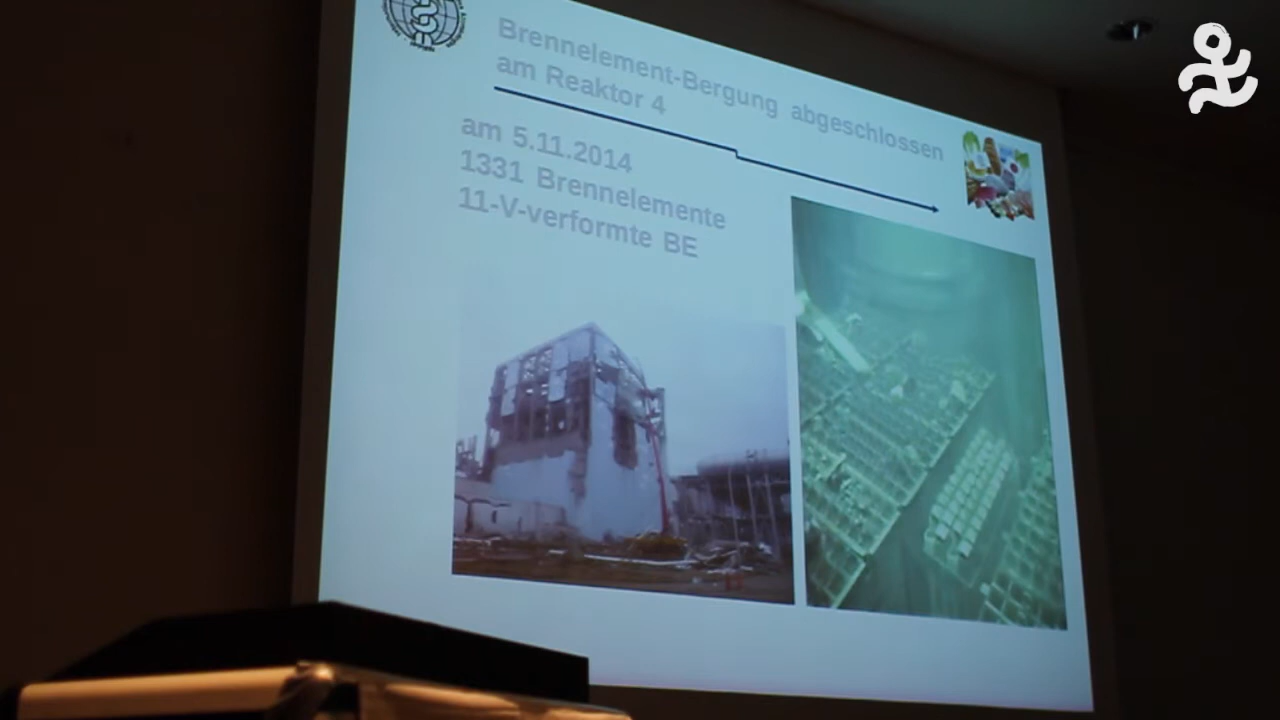 Brennelement-Bergung abgeschlossen
am Reaktor 4
am 5.11.2014
1331 Brennelemente
11-V-verformte BE